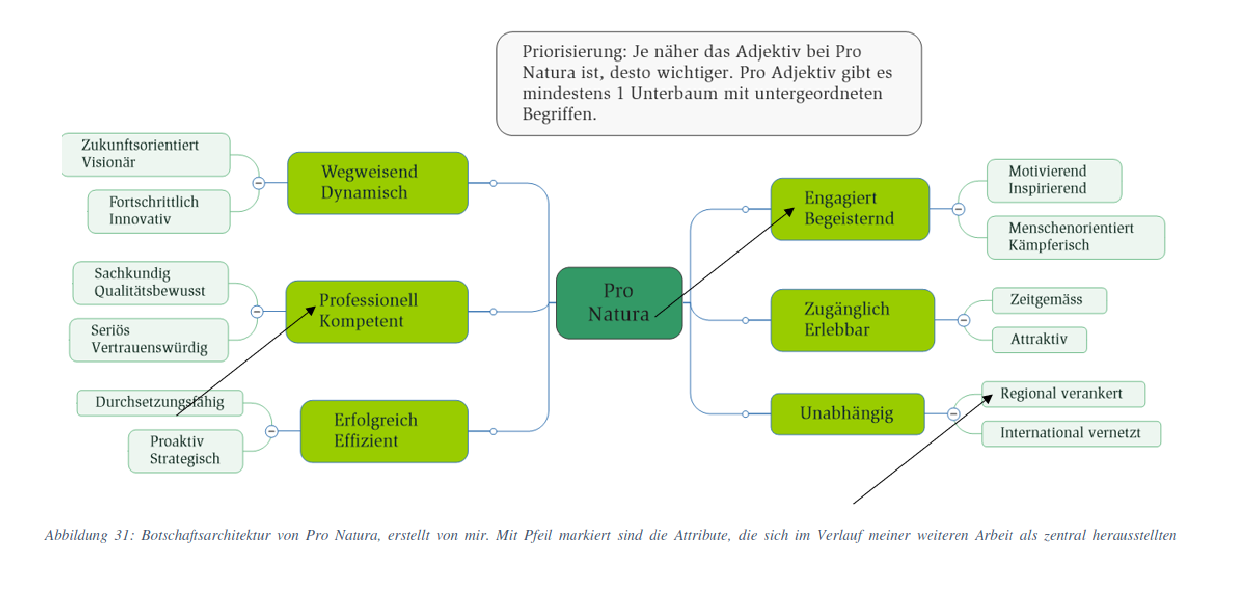 Priorisierung: Je näher das Adjektiv bei Pro
Natura ist, desto wichtiger. Pro Adjektiv gibt es
mindestens 1 Unterbaum mit untergeordneten
Begriffen.
Zukunftsorientiert
Visionär
Fortschrittlich
Innovativ
Wegweisend
Dynamisch
Sachkundig
Qualitätsbewusst
Seriös
Vertrauenswürdig
Professionell
Kompetent
Durchsetzungsfähig
Proaktiv
Strategisch
Erfolgreich
Effizient
Pro
Natura
Engagiert
Begeisternd
Motivierend
Inspirierend
Menschenorientiert
Kämpferisch
Zugänglich
Erlebbar
Zeitgemäss
Attraktiv
Unabhängig
Regional verankert
International vernetzt
Abbildung 31: Botschaftsarchitektur von Pro Natura, erstellt von mir. Mit Pfeil markiert sind die Attribute, die sich im Verlauf meiner weiteren Arbeit als zentral herausstellten